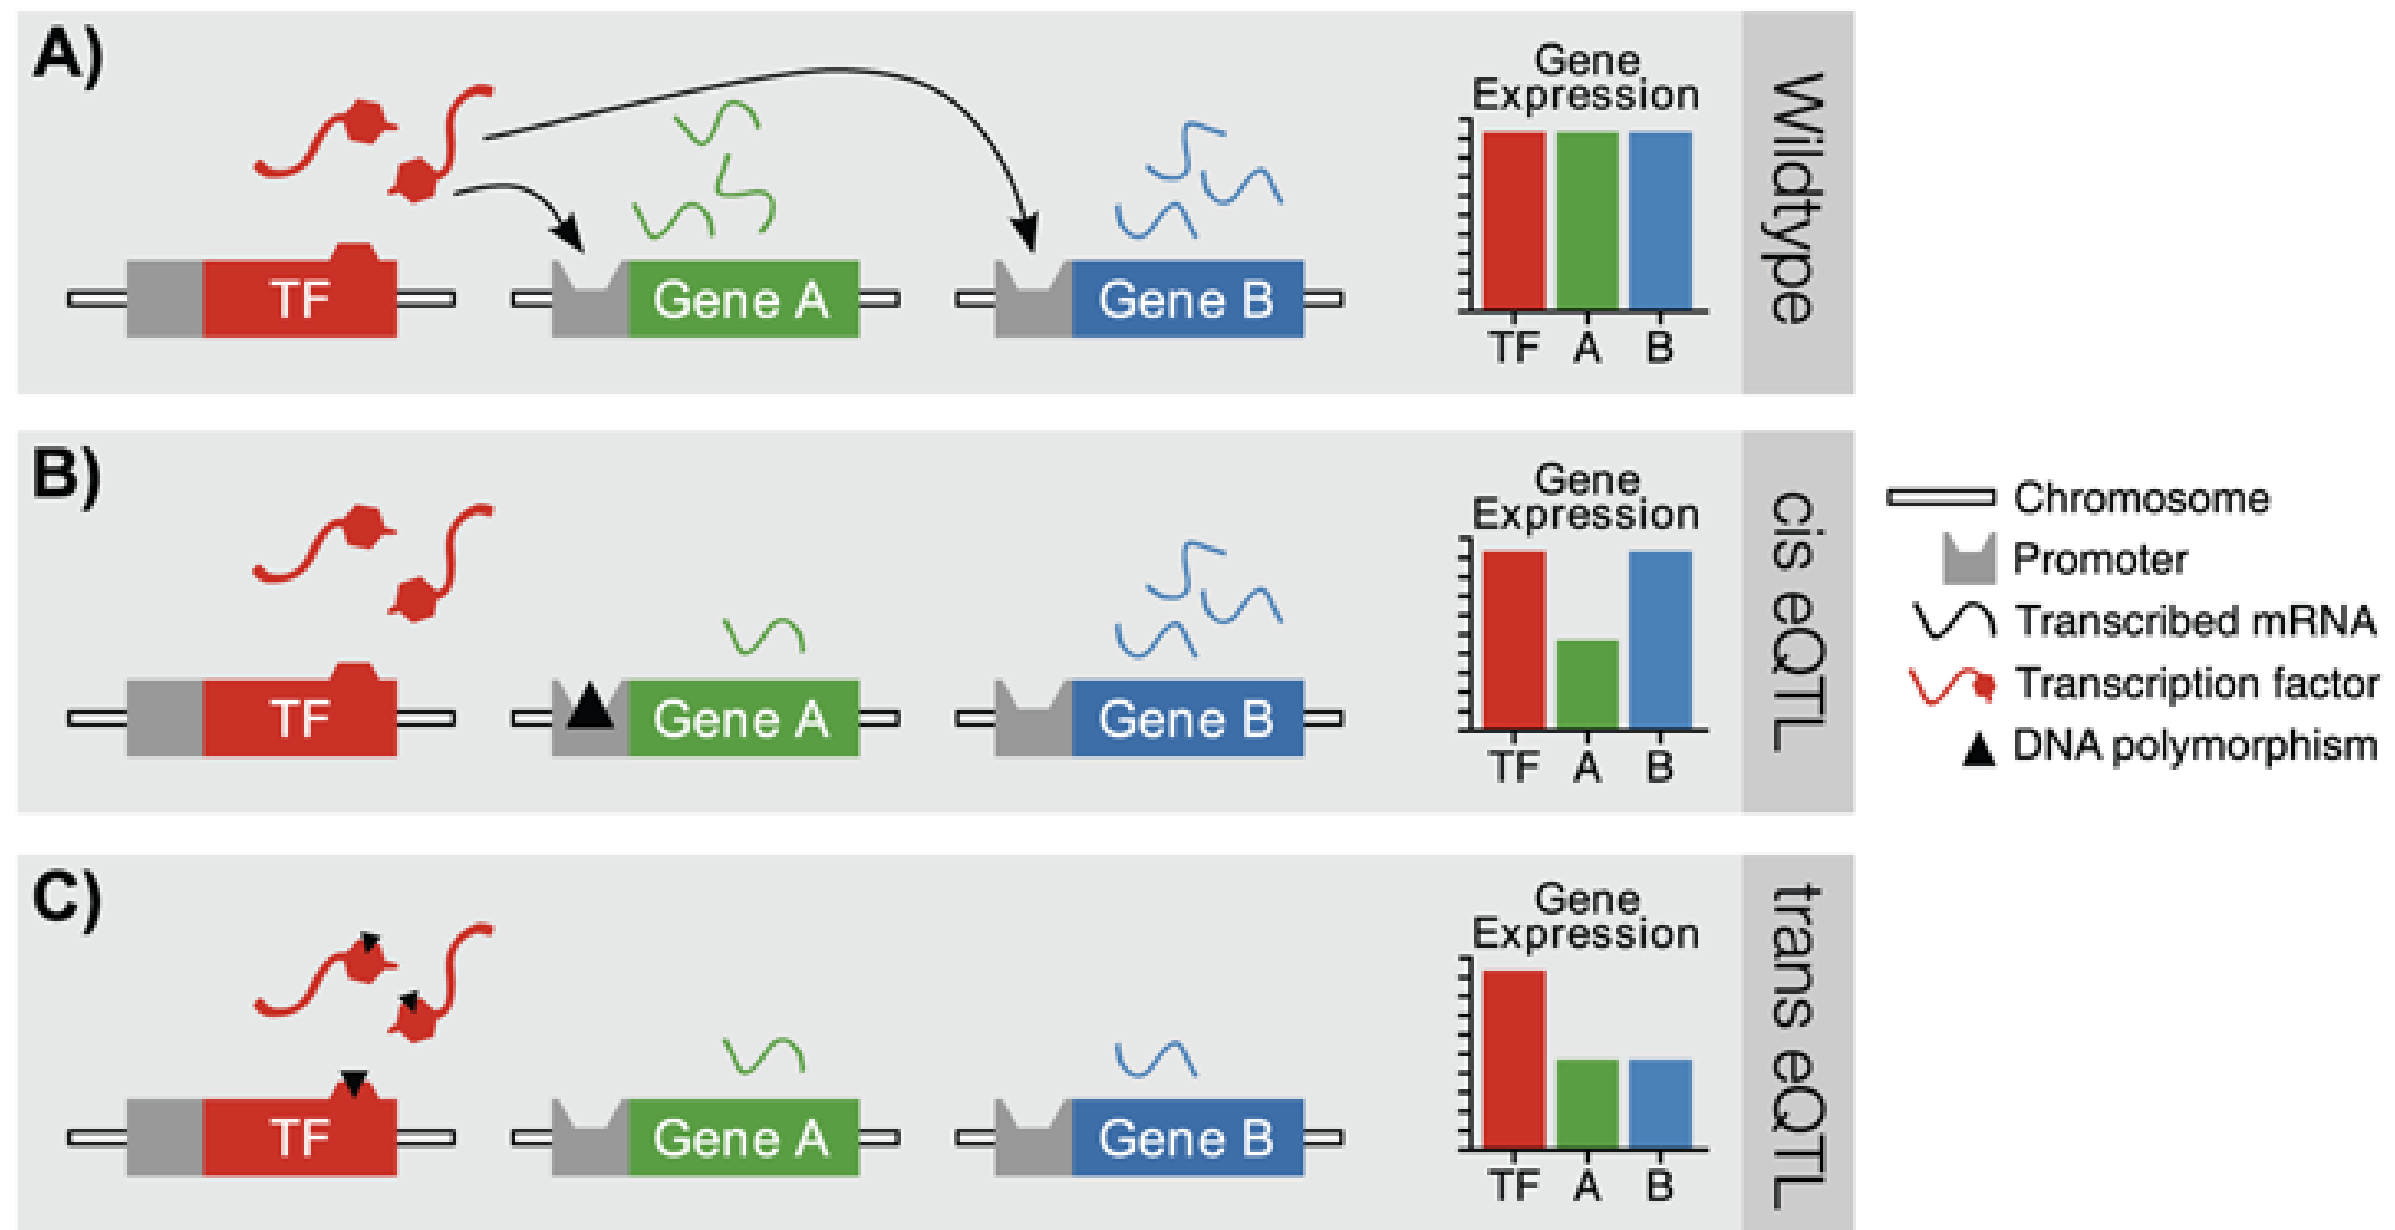 A)
Gene
Expression
TF
Gene A
Gene B
TF A B
Wildtype
B)
Gene
Expression
TF
Gene A
Gene B
TF A B
cis eQTL
Chromosome
Promoter
Transcribed mRNA
Transcription factor
DNA polymorphism
C)
Gene
Expression
TF
Gene A
Gene B
TF A B
trans eQTL